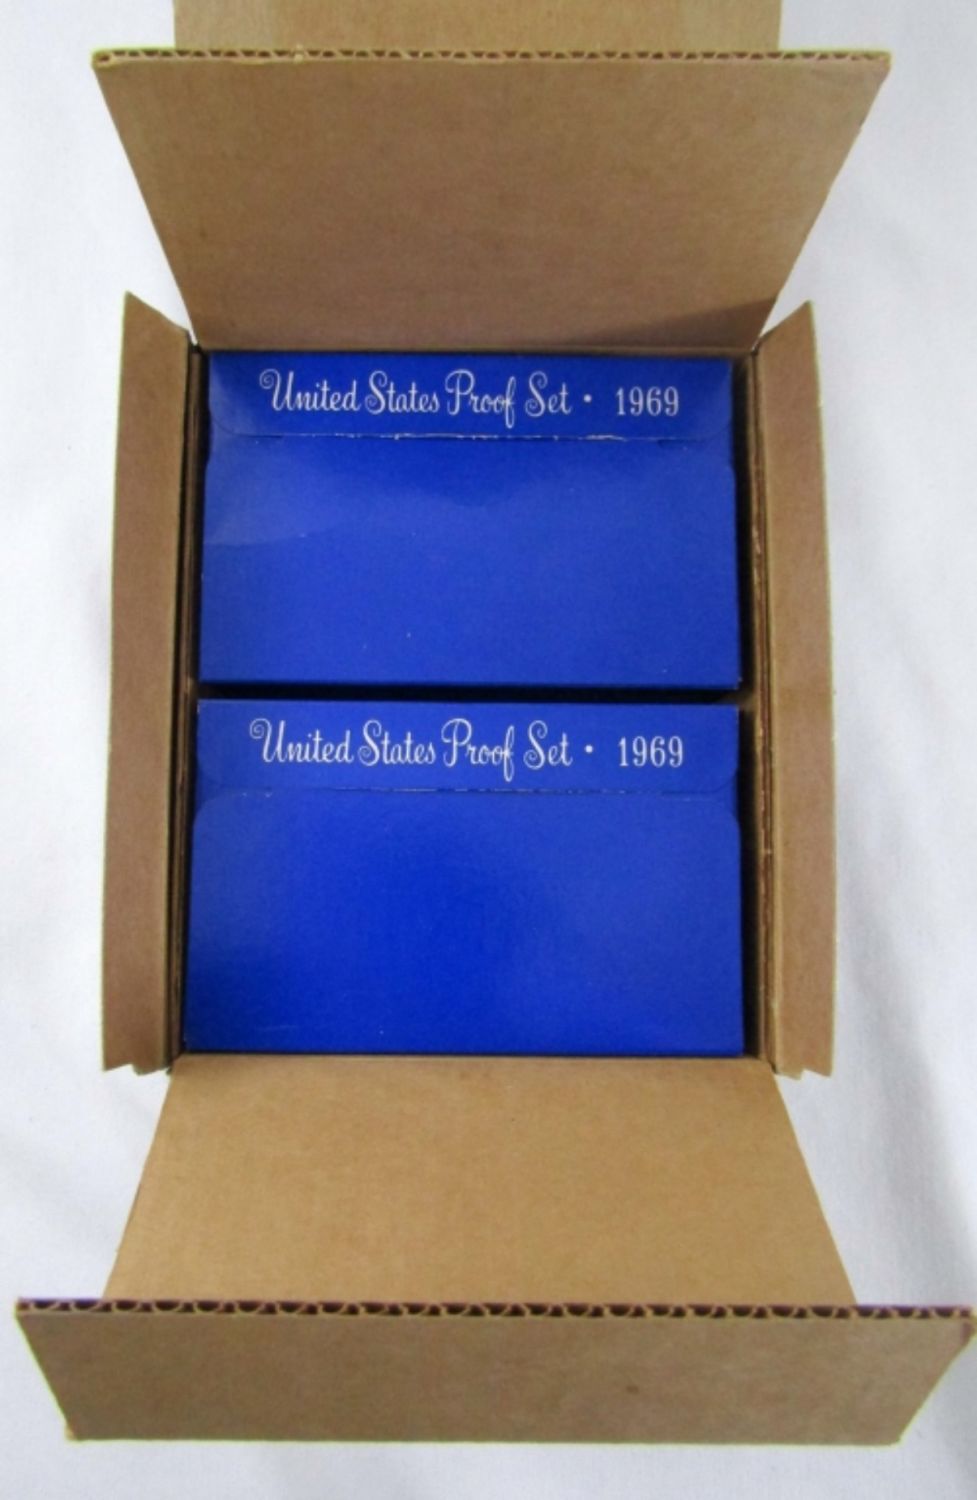 United States Proof Set • 1969
United States Proof Set • 1969